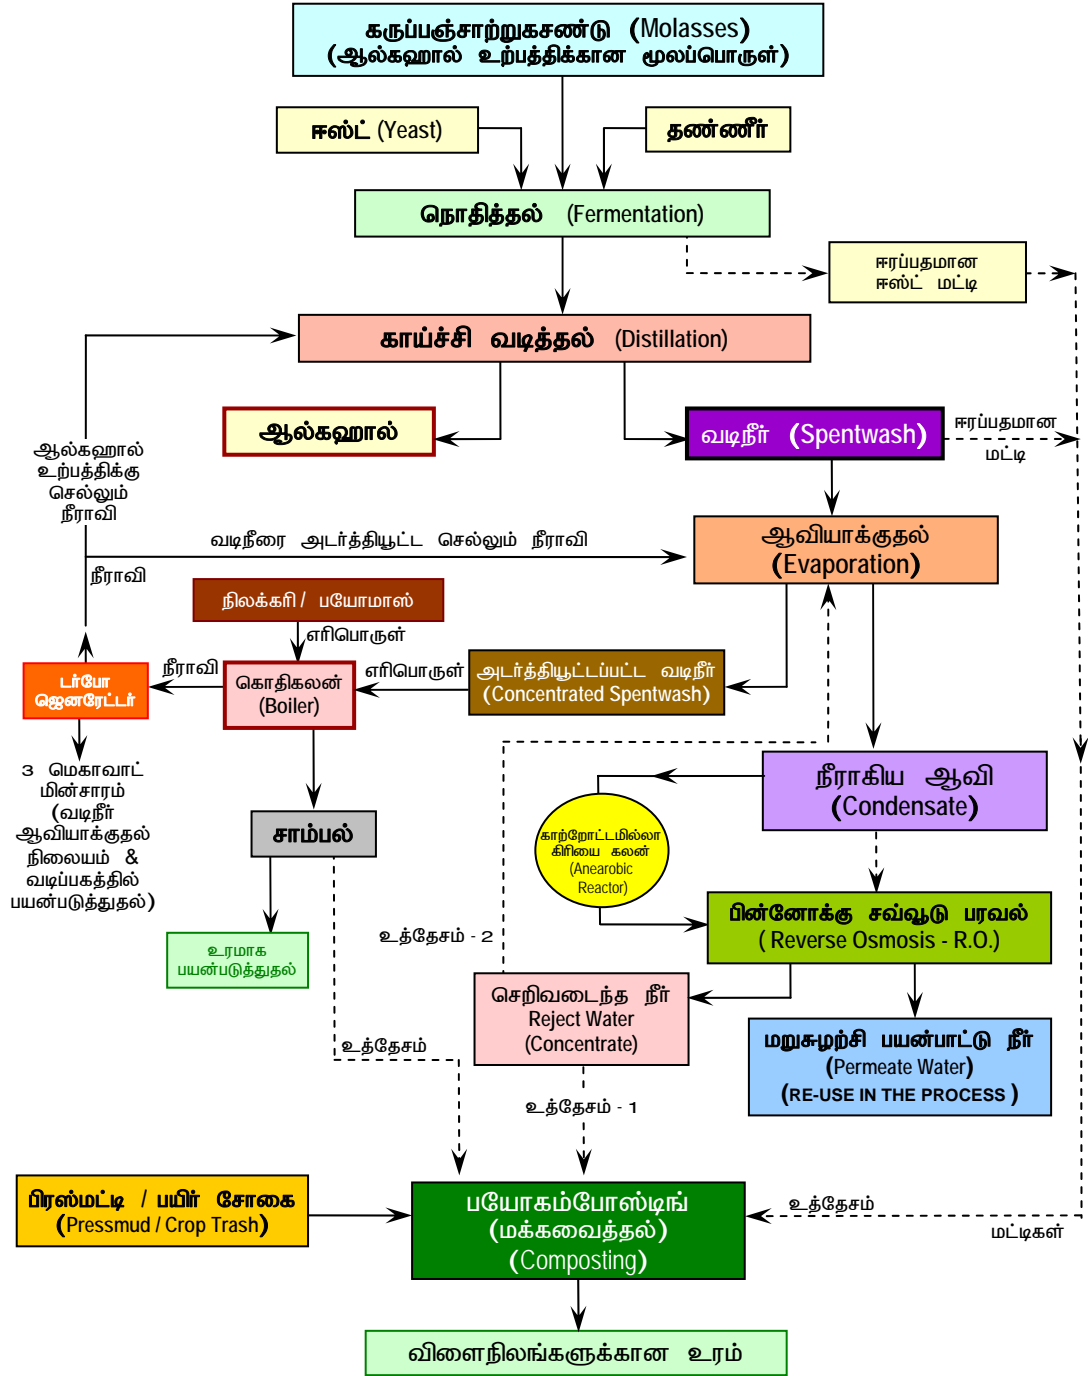 கருப்பஞ்சாற்றுகசண்டு (Molasses)
(ஆல்கஹால் உற்பத்திக்கான மூலப்பொருள்)
ஈஸ்ட் (Yeast)
தண்ணீர்
நொதித்தல் (Fermentation)
ஈரப்பதமான
ஈஸ்ட் மட்டி
காய்ச்சி வடித்தல் (Distillation)
ஆல்கஹால்
வடிநீர் (Spentwash)
ஈரப்பதமான
மட்டி
ஆல்கஹால்
உற்பத்திக்கு
செல்லும்
நீராவி
வடிநீரை அடர்த்தியூட்ட செல்லும் நீராவி
ஆவியாக்குதல்
(Evaporation)
நீராவி
நிலக்கரி / பயோமாஸ்
எரிபொருள்
டர்போ
ஜெனரேட்டர்
நீராவி
கொதிகலன்
(Boiler)
எரிபொருள்
அடர்த்தியூட்டப்பட்ட வடிநீர்
(Concentrated Spentwash)
3 மெகாவாட்
மின்சாரம்
(வடிநீர்
ஆவியாக்குதல்
நிலையம் &
வடிப்பகத்தில்
பயன்படுத்துதல்)
சாம்பல்
நீராகிய ஆவி
(Condensate)
காற்றோட்டமில்லா
கிரியை கலன்
(Anearobic
Reactor)
உரமாக
பயன்படுத்துதல்
உத்தேசம் - 2
பின்னோக்கு சவ்வூடு பரவல்
( Reverse Osmosis - R.O.)
செறிவடைந்த நீர்
Reject Water
(Concentrate)
மறுசுழற்சி பயன்பாட்டு நீர்
(Permeate Water)
(RE-USE IN THE PROCESS )
உத்தேசம்
உத்தேசம் - 1
பிரஸ்மட்டி / பயிர் சோகை
(Pressmud / Crop Trash)
பயோகம்போஸ்டிங்
(மக்கவைத்தல்)
(Composting)
உத்தேசம்
மட்டிகள்
விளைநிலங்களுக்கான உரம்